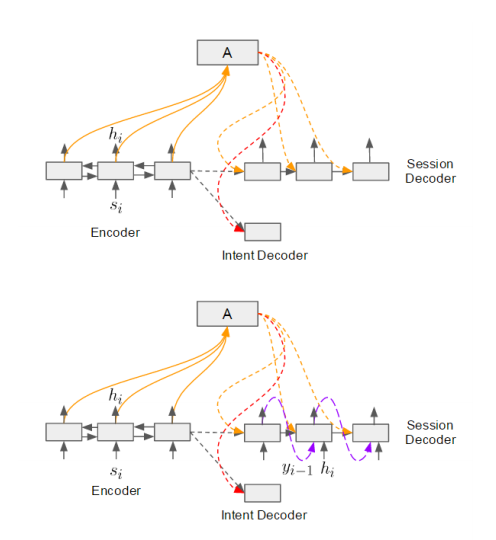 A
h_i
Session
Decoder
s_i
Encoder
Intent Decoder
A
h_i
Session
Decoder
s_i
y_{i-1} h_i
Encoder
Intent Decoder